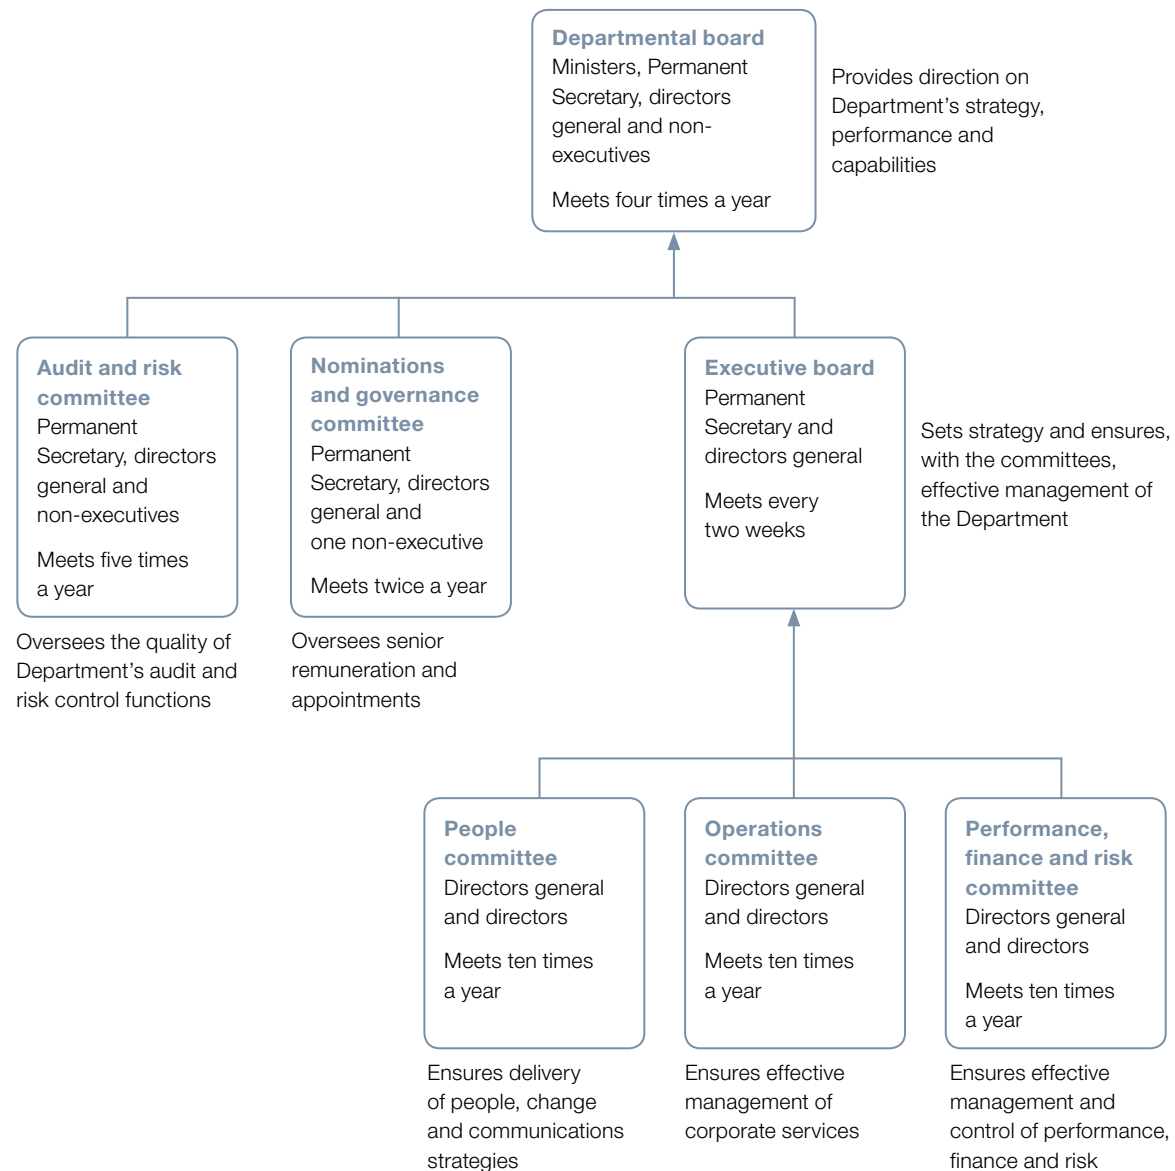 Departmental board
Ministers, Permanent
Secretary, directors
general and non-
executives
Meets four times a year
Provides direction on
Department’s strategy,
performance and
capabilities
Audit and risk
committee
Permanent
Secretary, directors
general and
non-executives
Meets five times
a year
Oversees the quality of
Department’s audit and
risk control functions
Nominations
and governance
committee
Permanent
Secretary, directors
general and
one non-executive
Meets twice a year
Oversees senior
remuneration and
appointments
Executive board
Permanent
Secretary and
directors general
Meets every
two weeks
Sets strategy and ensures,
with the committees,
effective management of
the Department
People
committee
Directors general
and directors
Meets ten times
a year
Ensures delivery
of people, change
and communications
strategies
Operations
committee
Directors general
and directors
Meets ten times
a year
Ensures effective
management of
corporate services
Performance,
finance and risk
committee
Directors general
and directors
Meets ten times
a year
Ensures effective
management and
control of performance,
finance and risk